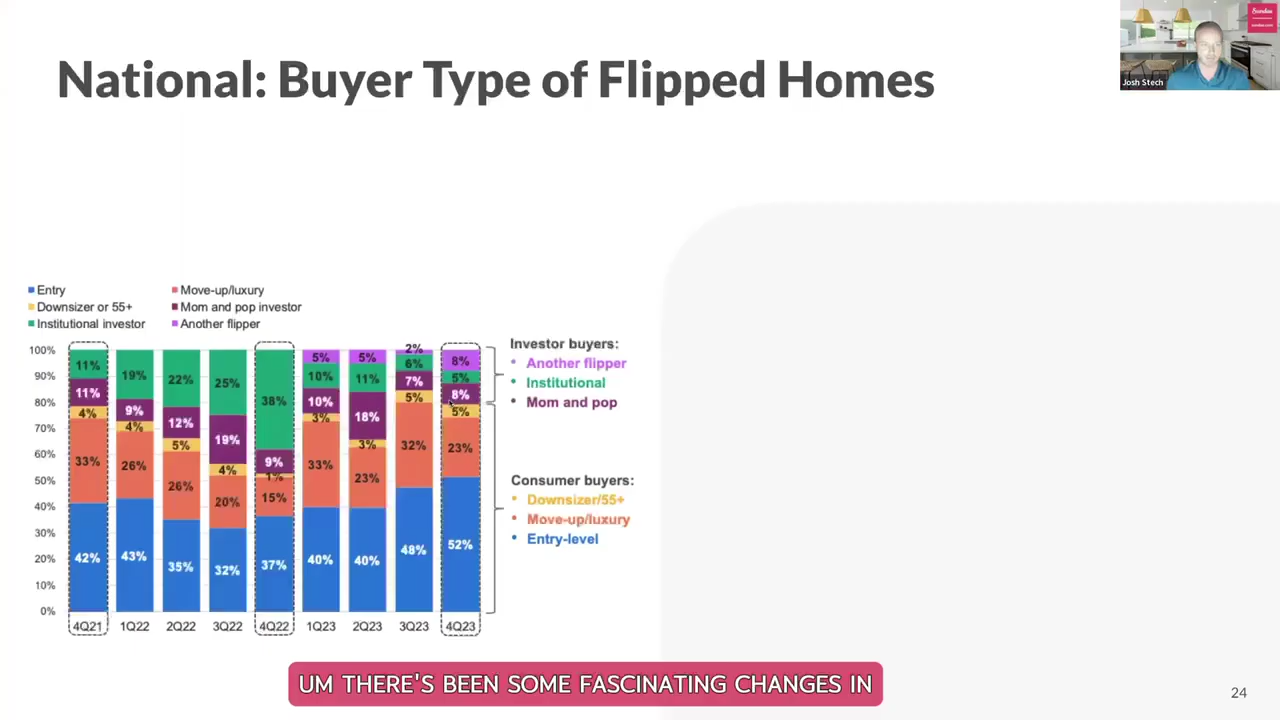 National: Buyer Type of Flipped Homes
Sundae
sundae.com
Josh Stech
Entry
Move-up/luxury
Downsizer or 55+
Mom and pop investor
Institutional investor
Another flipper
100%
90%
80%
70%
60%
50%
40%
30%
20%
10%
0%
11%
11%
4%
33%
42%
4Q21
19%
9%
4%
26%
43%
1Q22
22%
12%
5%
26%
35%
2Q22
25%
19%
4%
20%
32%
3Q22
38%
9%
1%
15%
37%
4Q22
5%
10%
10%
3%
33%
40%
1Q23
5%
11%
18%
3%
23%
40%
2Q23
2%
6%
7%
5%
32%
48%
3Q23
8%
5%
8%
5%
23%
52%
4Q23
Investor buyers:
• Another flipper
• Institutional
• Mom and pop
Consumer buyers:
• Downsizer/55+
• Move-up/luxury
• Entry-level
UM THERE'S BEEN SOME FASCINATING CHANGES IN
24